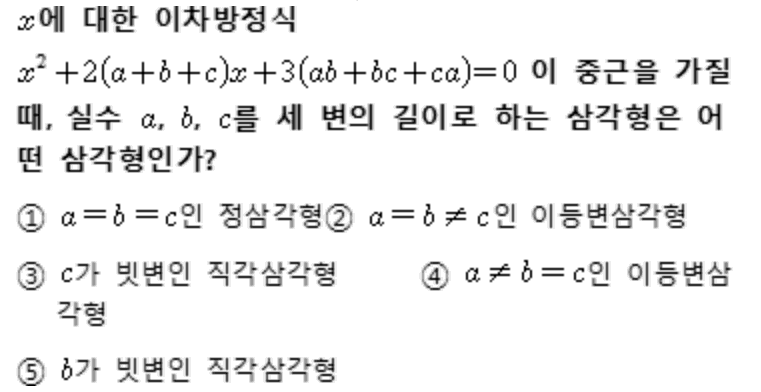 x에 대한 이차방정식
x²+2(a+b+c)x+3(ab+bc+ca)=0 이 중근을 가질
때, 실수 a, b, c를 세 변의 길이로 하는 삼각형은 어
떤 삼각형인가?
① a=b=c인 정삼각형② a=b≠c인 이등변삼각형
③ c가 빗변인 직각삼각형 ④ a≠b=c인 이등변삼
각형
⑤ b가 빗변인 직각삼각형